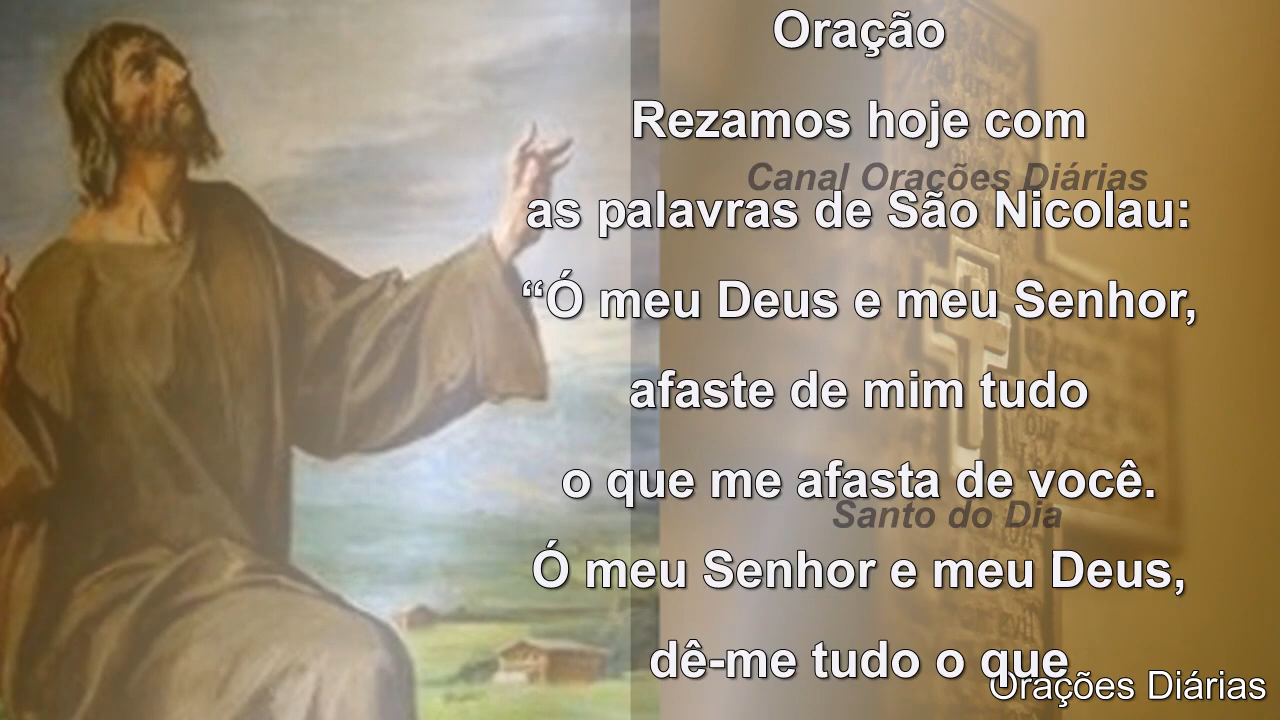 Oração
Rezamos hoje com
Canal Orações Diárias
as palavras de São Nicolau:
“Ó meu Deus e meu Senhor,
afaste de mim tudo
o que me afasta de você.
Santo do Dia
Ó meu Senhor e meu Deus,
dê-me tudo o que
Orações Diárias